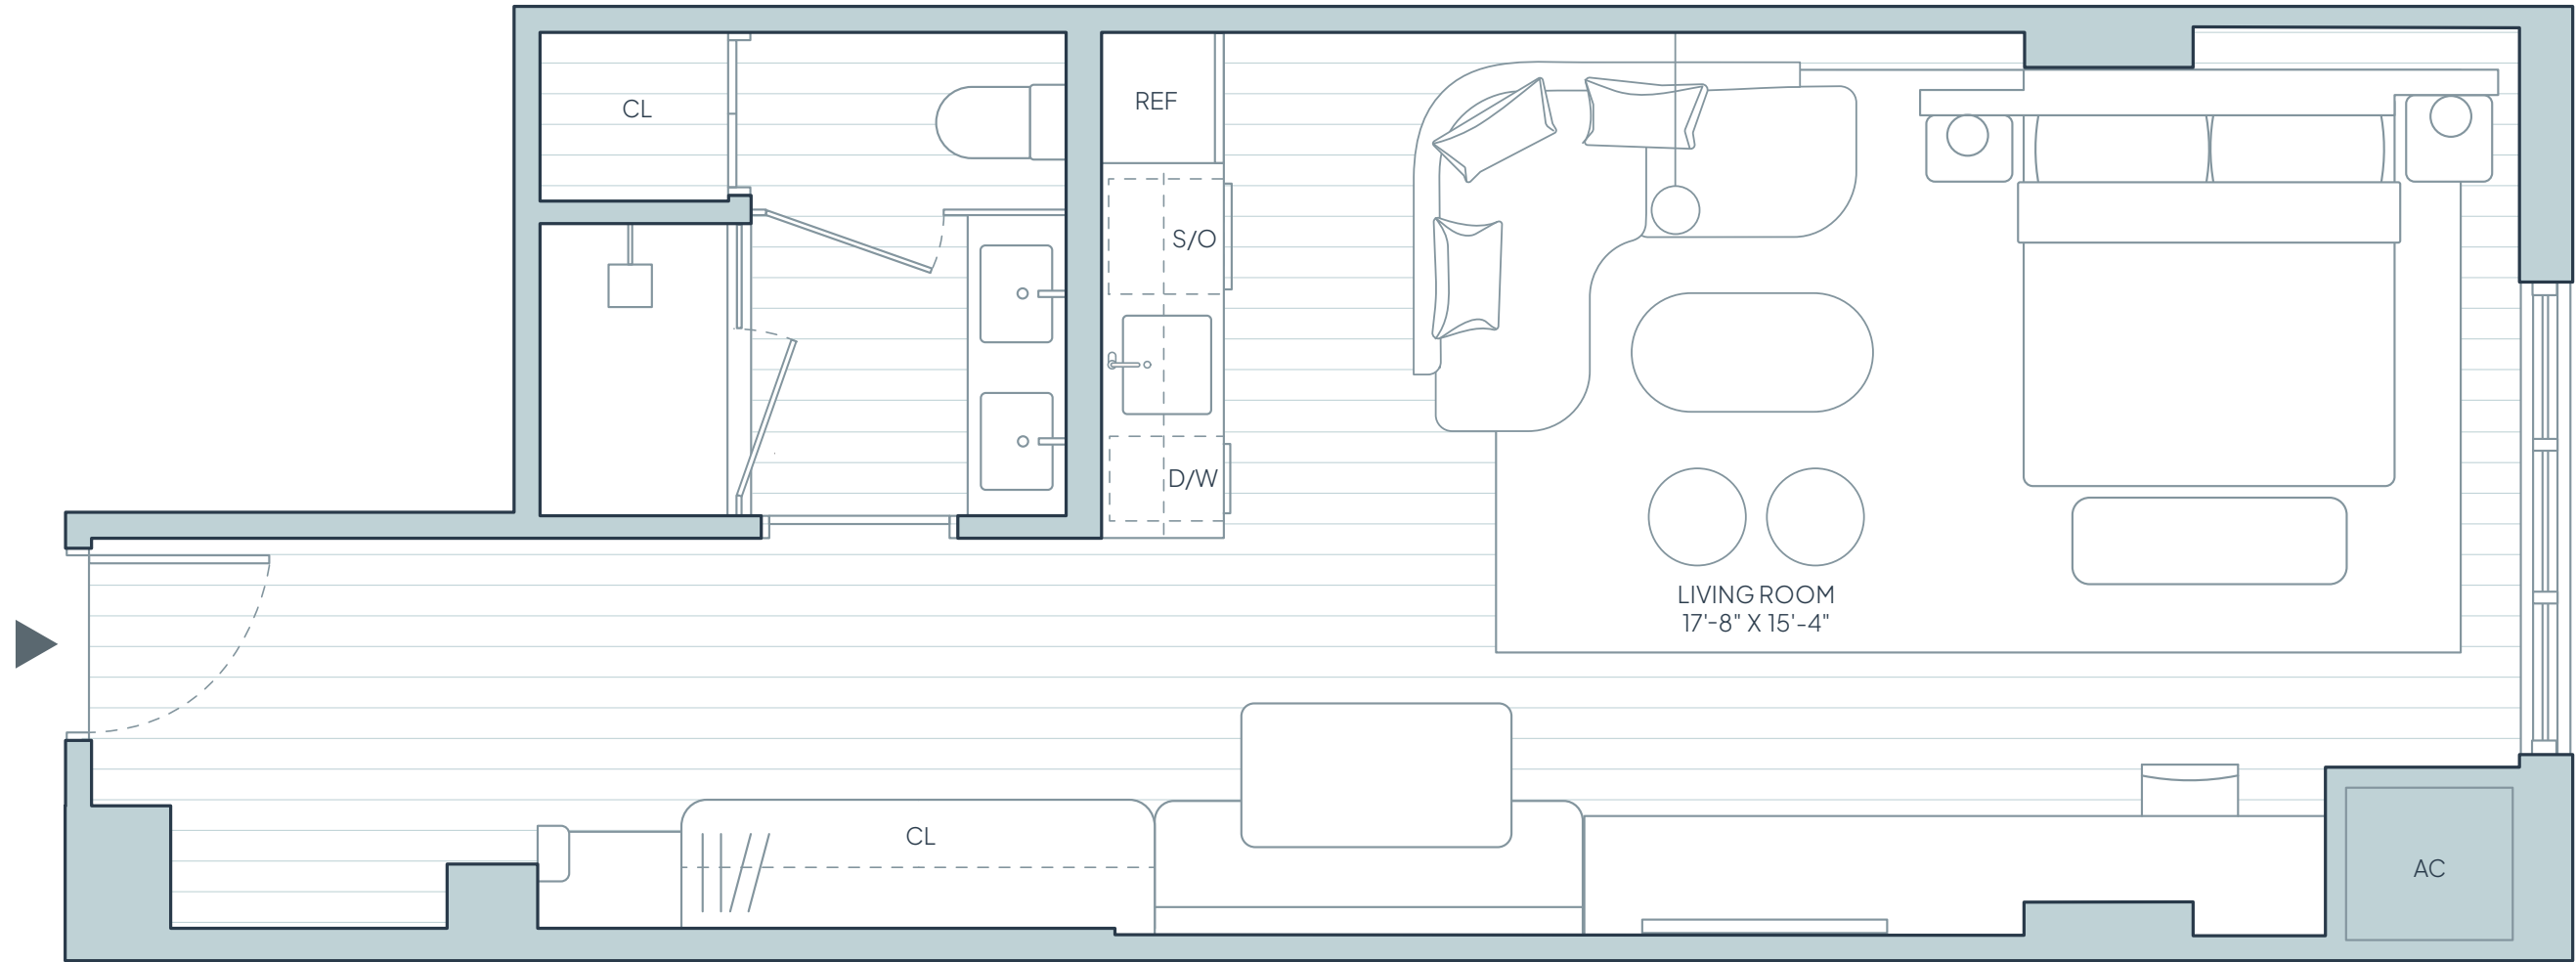 CL
REF
S/O
D/W
LIVING ROOM
17'-8" X 15'-4"
CL
AC